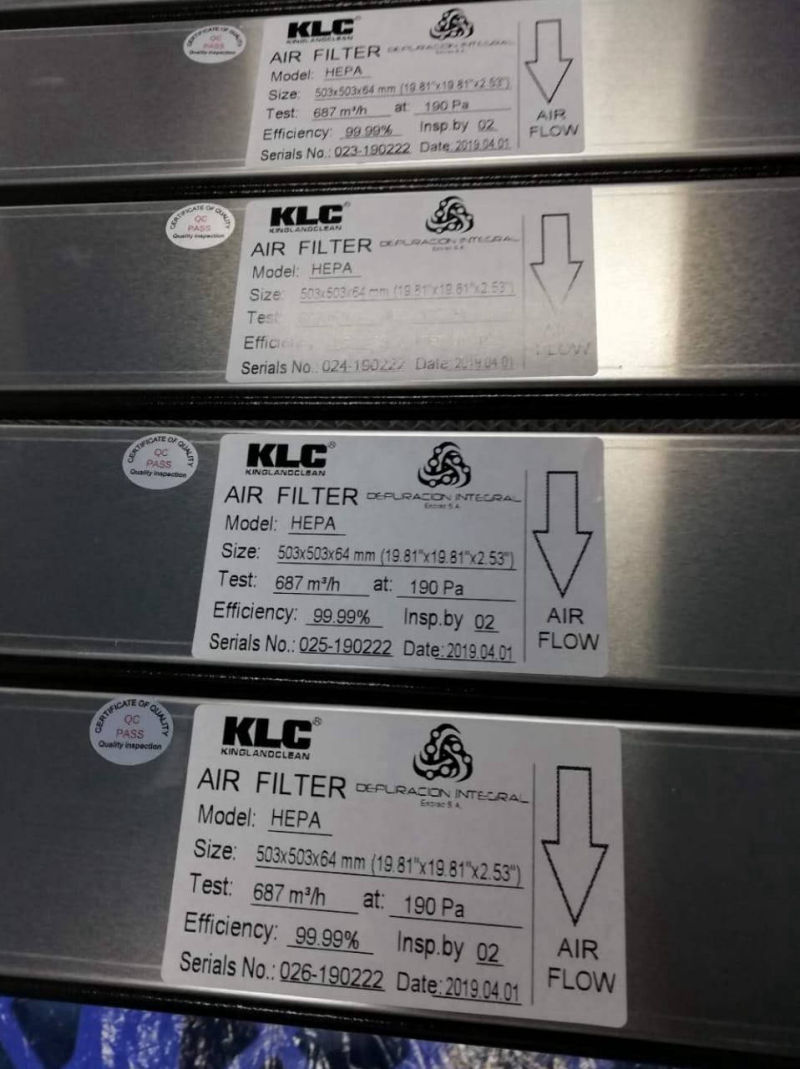 CERTIFICATE OF QUALITY
QC
PASS
Quality Inspection
KLC
KINGLANDCLEAN
DEPURACION INTEGRAL
AIR FILTER
Model: HEPA
Size: 503x503x64 mm (19.81"x19.81"x2.53")
Test: 687 m³/h at: 190 Pa
Efficiency: 99.99% Insp.by 02
Serials No.: 023-190222 Date: 2019.04.01
AIR
FLOW
CERTIFICATE OF QUALITY
QC
PASS
Quality Inspection
KLC®
KINGLANDCLEAN
DEPURACION INTEGRAL
AIR FILTER
Model: HEPA
Size: 503x503x64 mm (19.81"x19.81"x2.53")
Serials No.: 024-190222 Date: 2019.04.01
FLOW
CERTIFICATE OF QUALITY
QC
PASS
Quality Inspection
KLC®
KINGLANDCLEAN
DEPURACION INTEGRAL
AIR FILTER
Model: HEPA
Size: 503x503x64 mm (19.81"x19.81"x2.53")
Test: 687 m³/h at: 190 Pa
Efficiency: 99.99% Insp.by 02
Serials No.: 025-190222 Date: 2019.04.01
AIR
FLOW
CERTIFICATE OF QUALITY
QC
PASS
Quality Inspection
KLC®
KINGLANDCLEAN
DEPURACION INTEGRAL
AIR FILTER
Model: HEPA
Size: 503x503x64 mm (19.81"x19.81"x2.53")
Test: 687 m³/h at: 190 Pa
Efficiency: 99.99% Insp.by 02
Serials No.: 026-190222 Date: 2019.04.01
AIR
FLOW